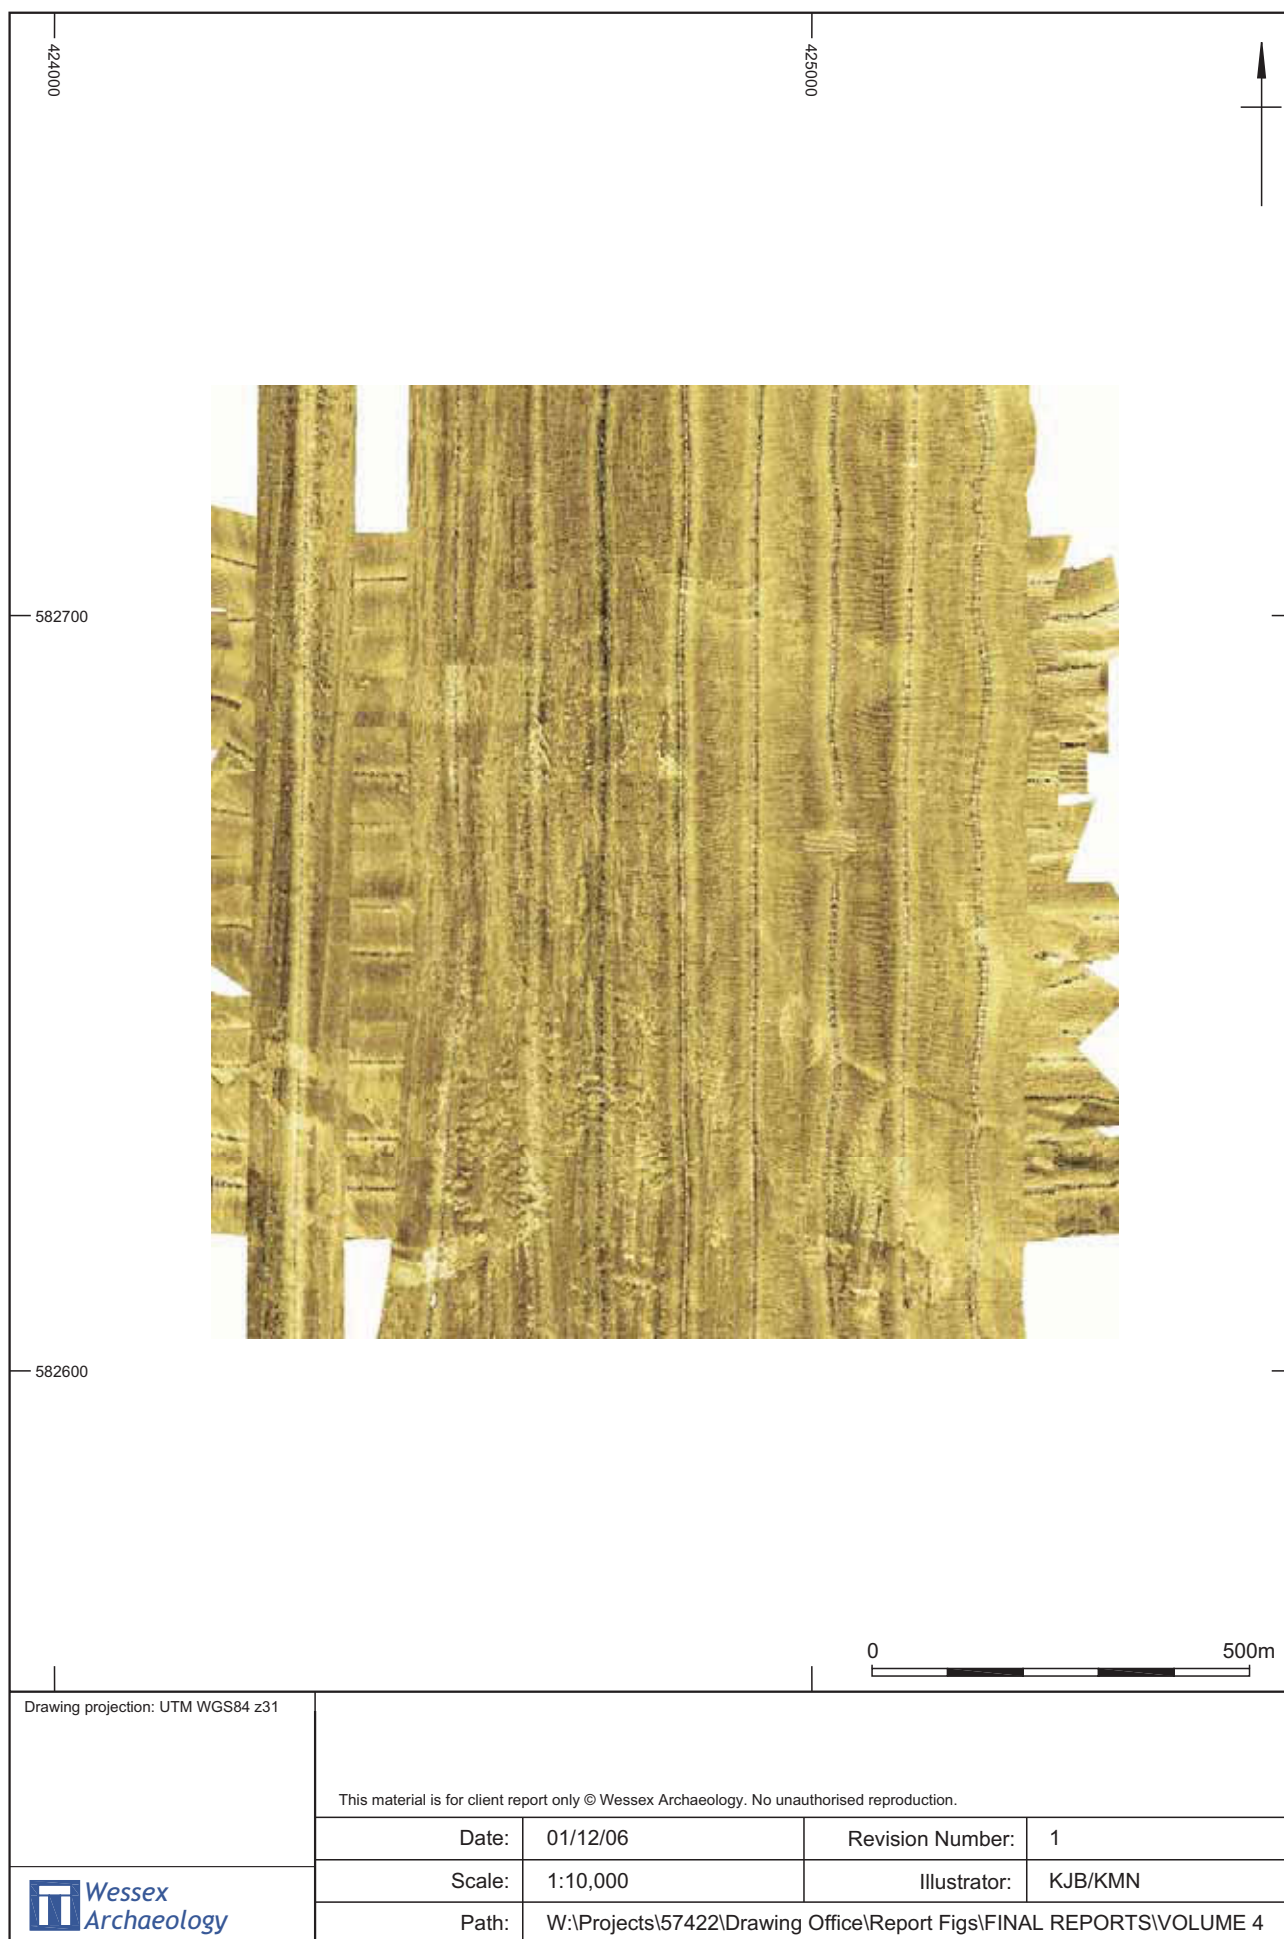 424000
425000
582700
582600
0 500m
Drawing projection: UTM WGS84 z31
This material is for client report only © Wessex Archaeology. No unauthorised reproduction.
Date: 01/12/06 Revision Number: 1
Scale: 1:10,000 Illustrator: KJB/KMN
Path: W:\Projects\57422\Drawing Office\Report Figs\FINAL REPORTS\VOLUME 4
Wessex
Archaeology